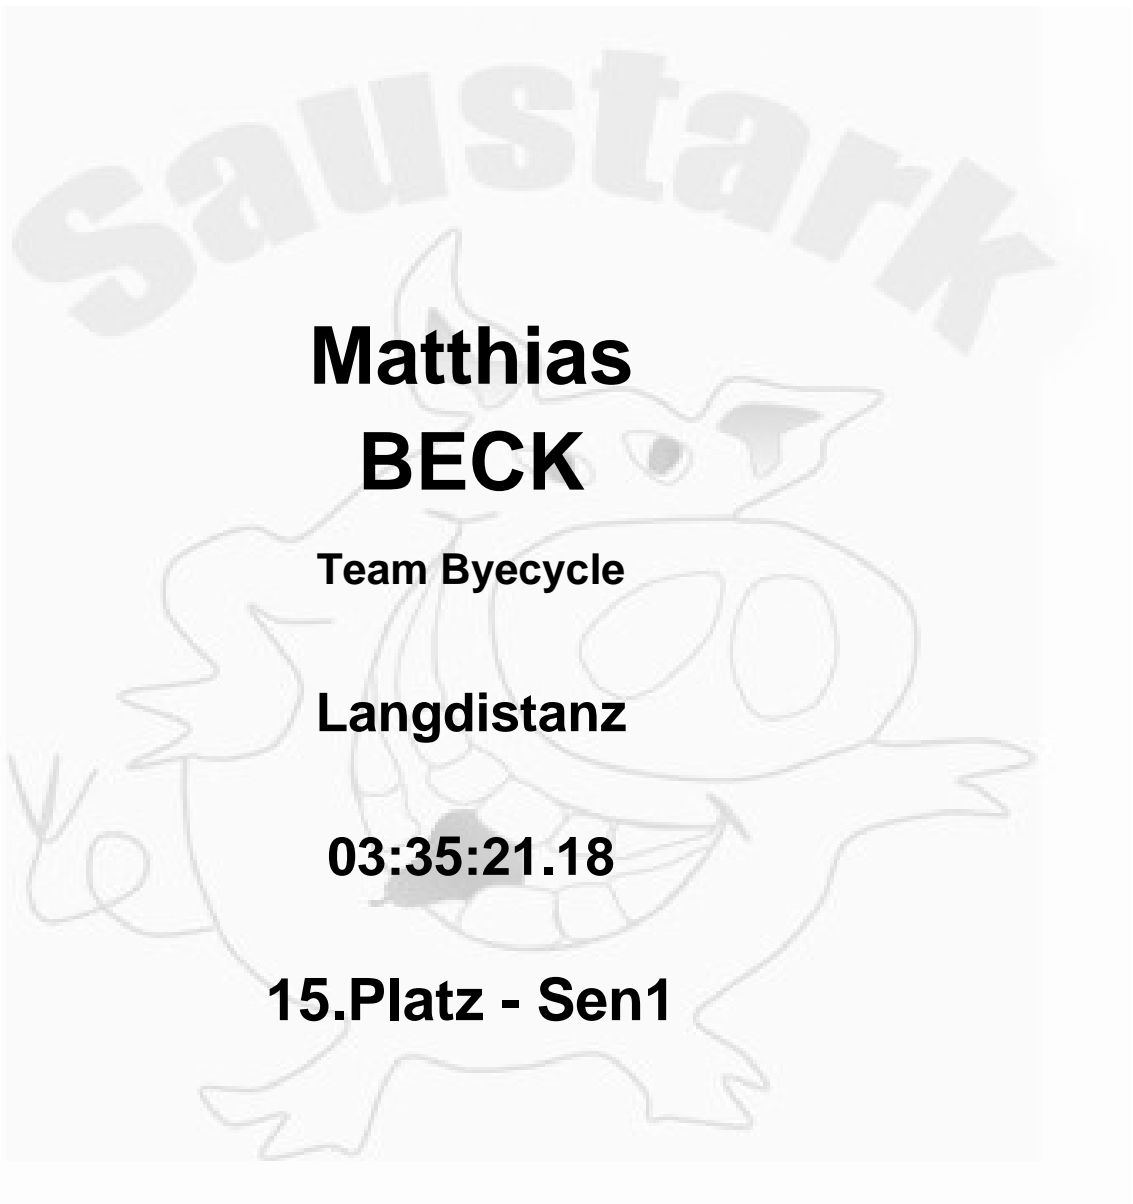 Saustark
Matthias
BECK
Team Byecycle
Langdistanz
03:35:21.18
15.Platz - Sen1